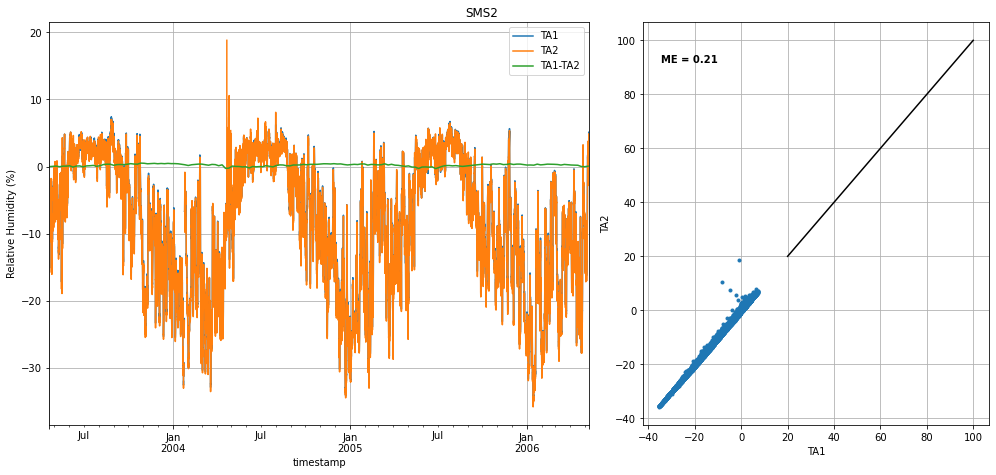 SMS2
20
10
0
−10
−20
−30
Relative Humidity (%)
TA1
TA2
TA1-TA2
Jul
Jan
2004
Jul
Jan
2005
Jul
Jan
2006
timestamp
ME = 0.21
100
80
60
40
20
0
−20
−40
TA2
−40
−20
0
20
40
60
80
100
TA1